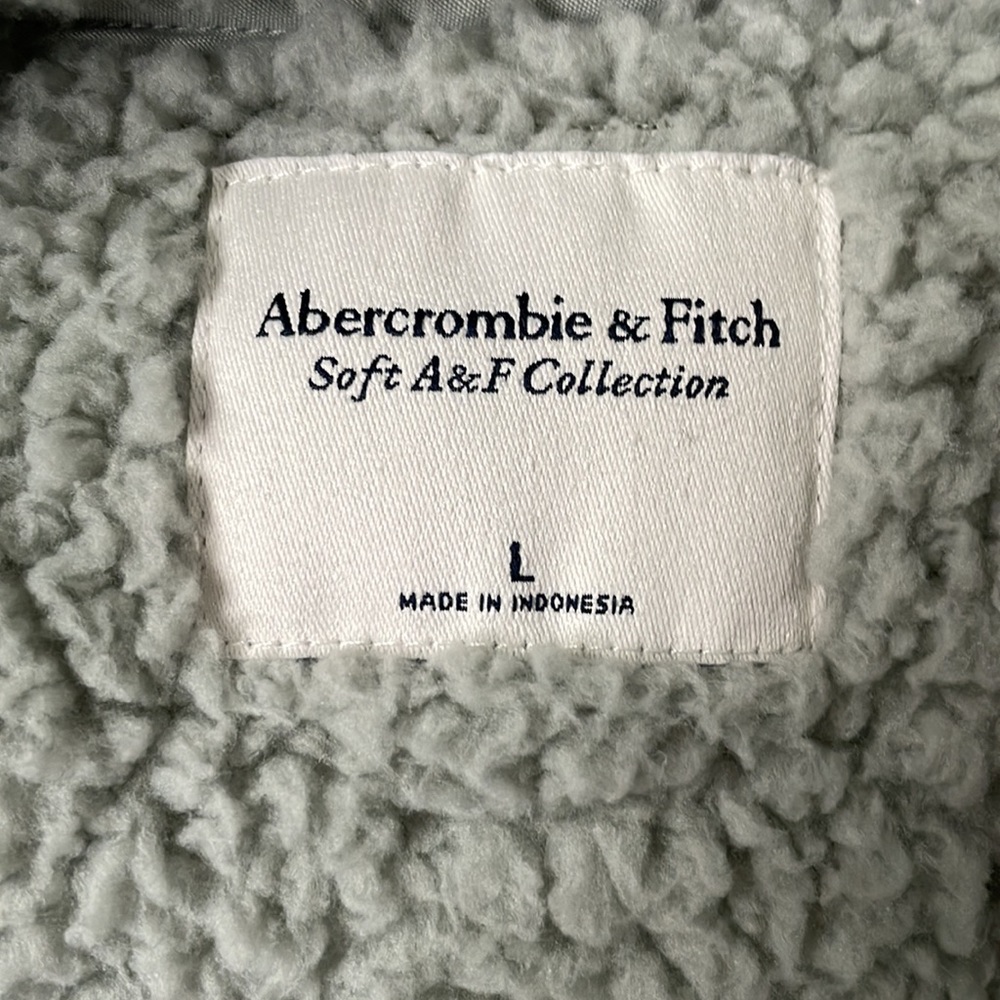 Abercrombie & Fitch
Soft A&F Collection
L
MADE IN INDONESIA